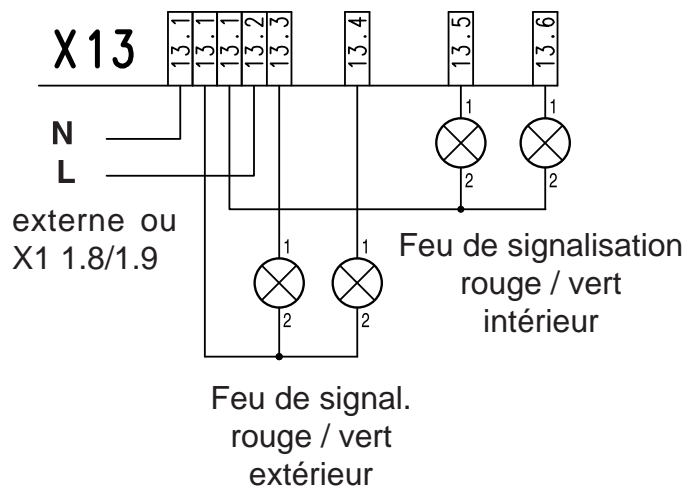 X13
13.1
13.1
13.1
13.2
13.3
13.4
13.5
13.6
N
L
externe ou
X1 1.8/1.9
1
2
1
2
Feu de signalisation
rouge / vert
intérieur
1
2
1
2
Feu de signal.
rouge / vert
extérieur